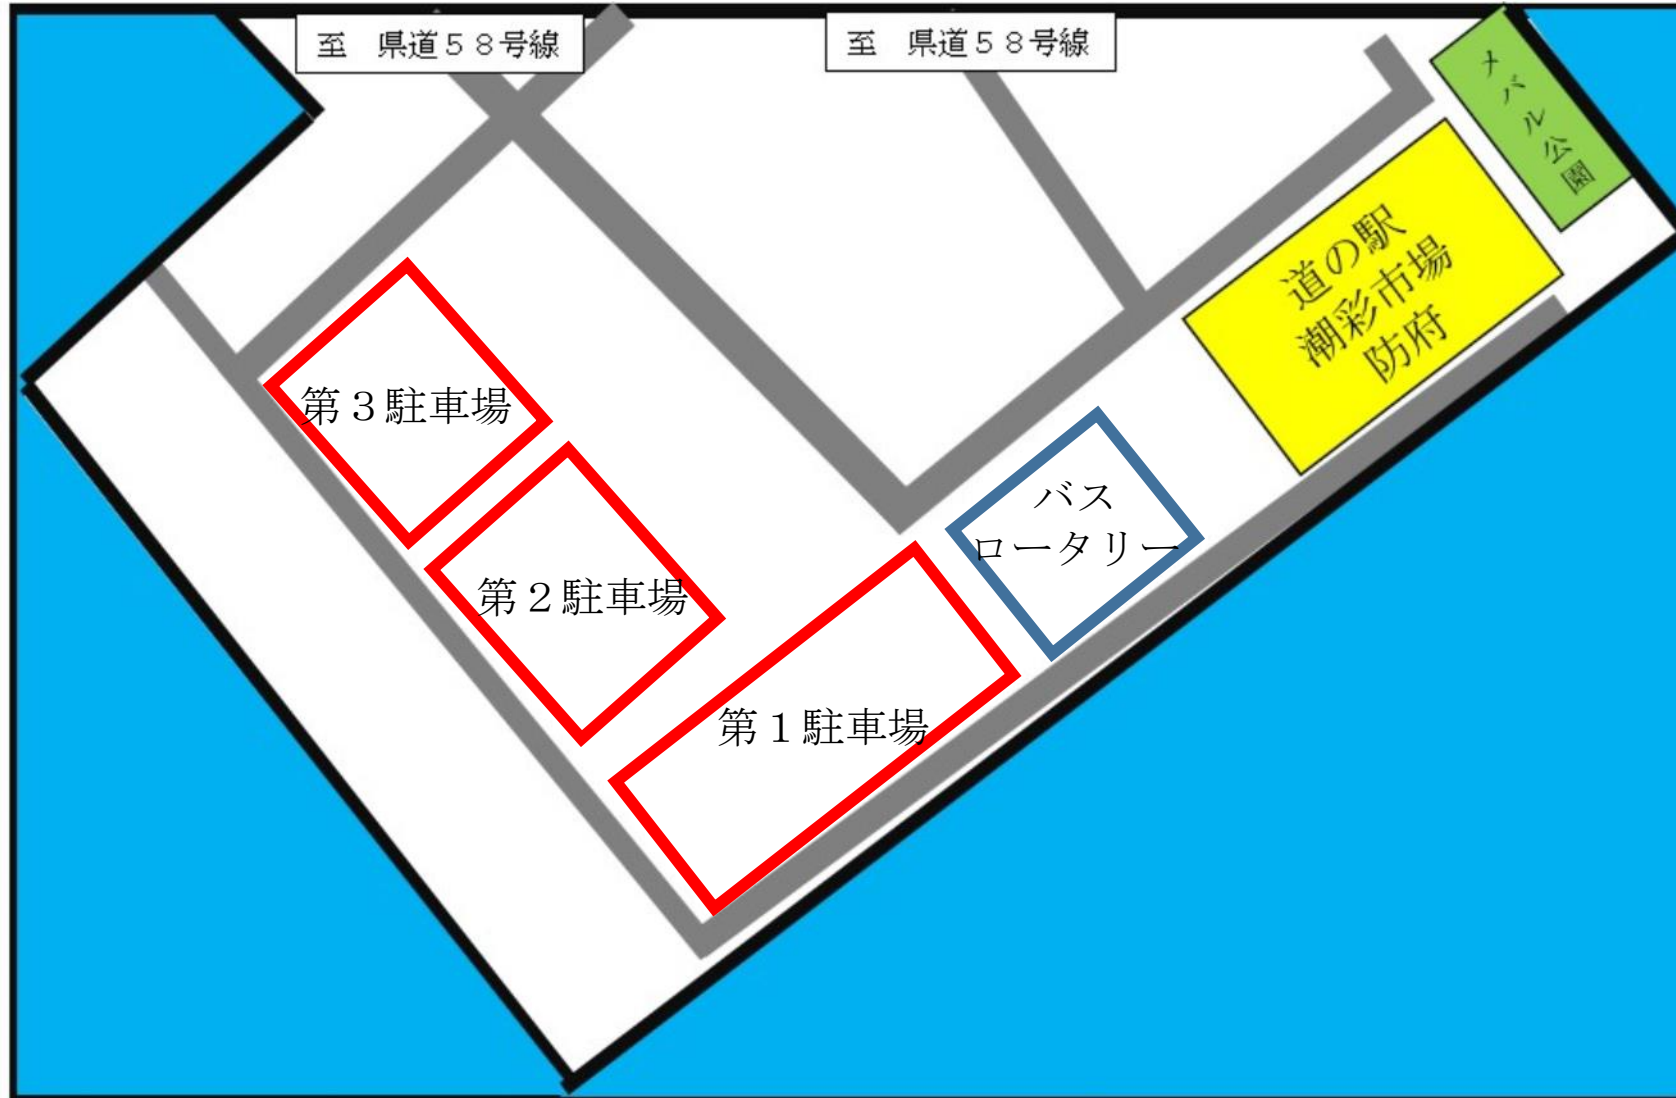 至　県道５８号線
至　県道５８号線
メバル公園
道の駅
潮彩市場
防府
第３駐車場
バス
ロータリー
第２駐車場
第１駐車場